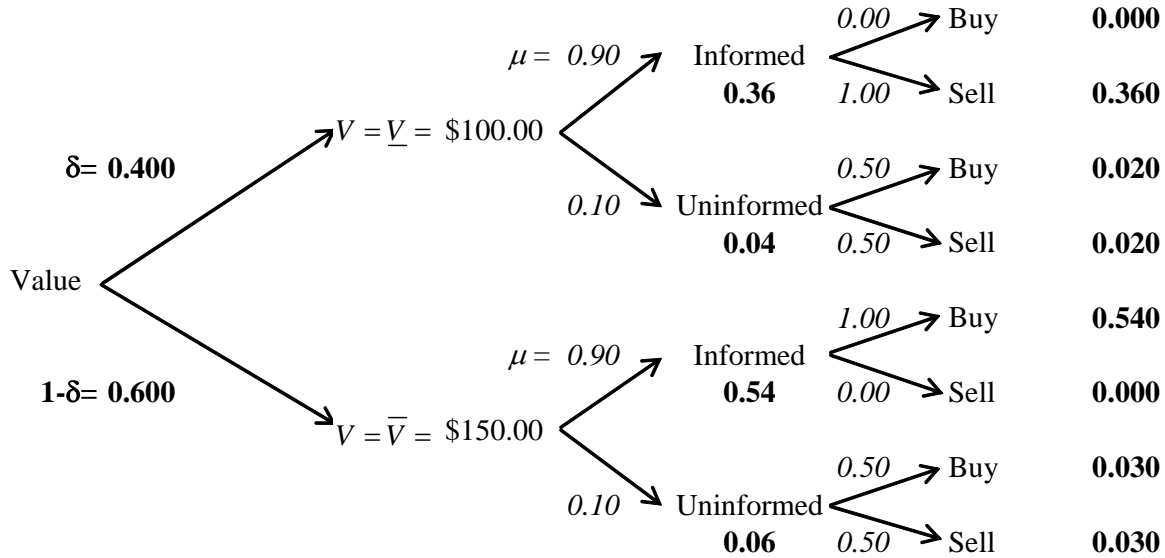 0.00 Buy 0.000
μ = 0.90 Informed
0.36 1.00 Sell 0.360
V = V = $100.00
δ= 0.400 0.50 Buy 0.020
0.10 Uninformed
0.04 0.50 Sell 0.020
Value
1.00 Buy 0.540
μ = 0.90 Informed
1-δ= 0.600 0.54 0.00 Sell 0.000
V = V̅ = $150.00
0.50 Buy 0.030
0.10 Uninformed
0.06 0.50 Sell 0.030